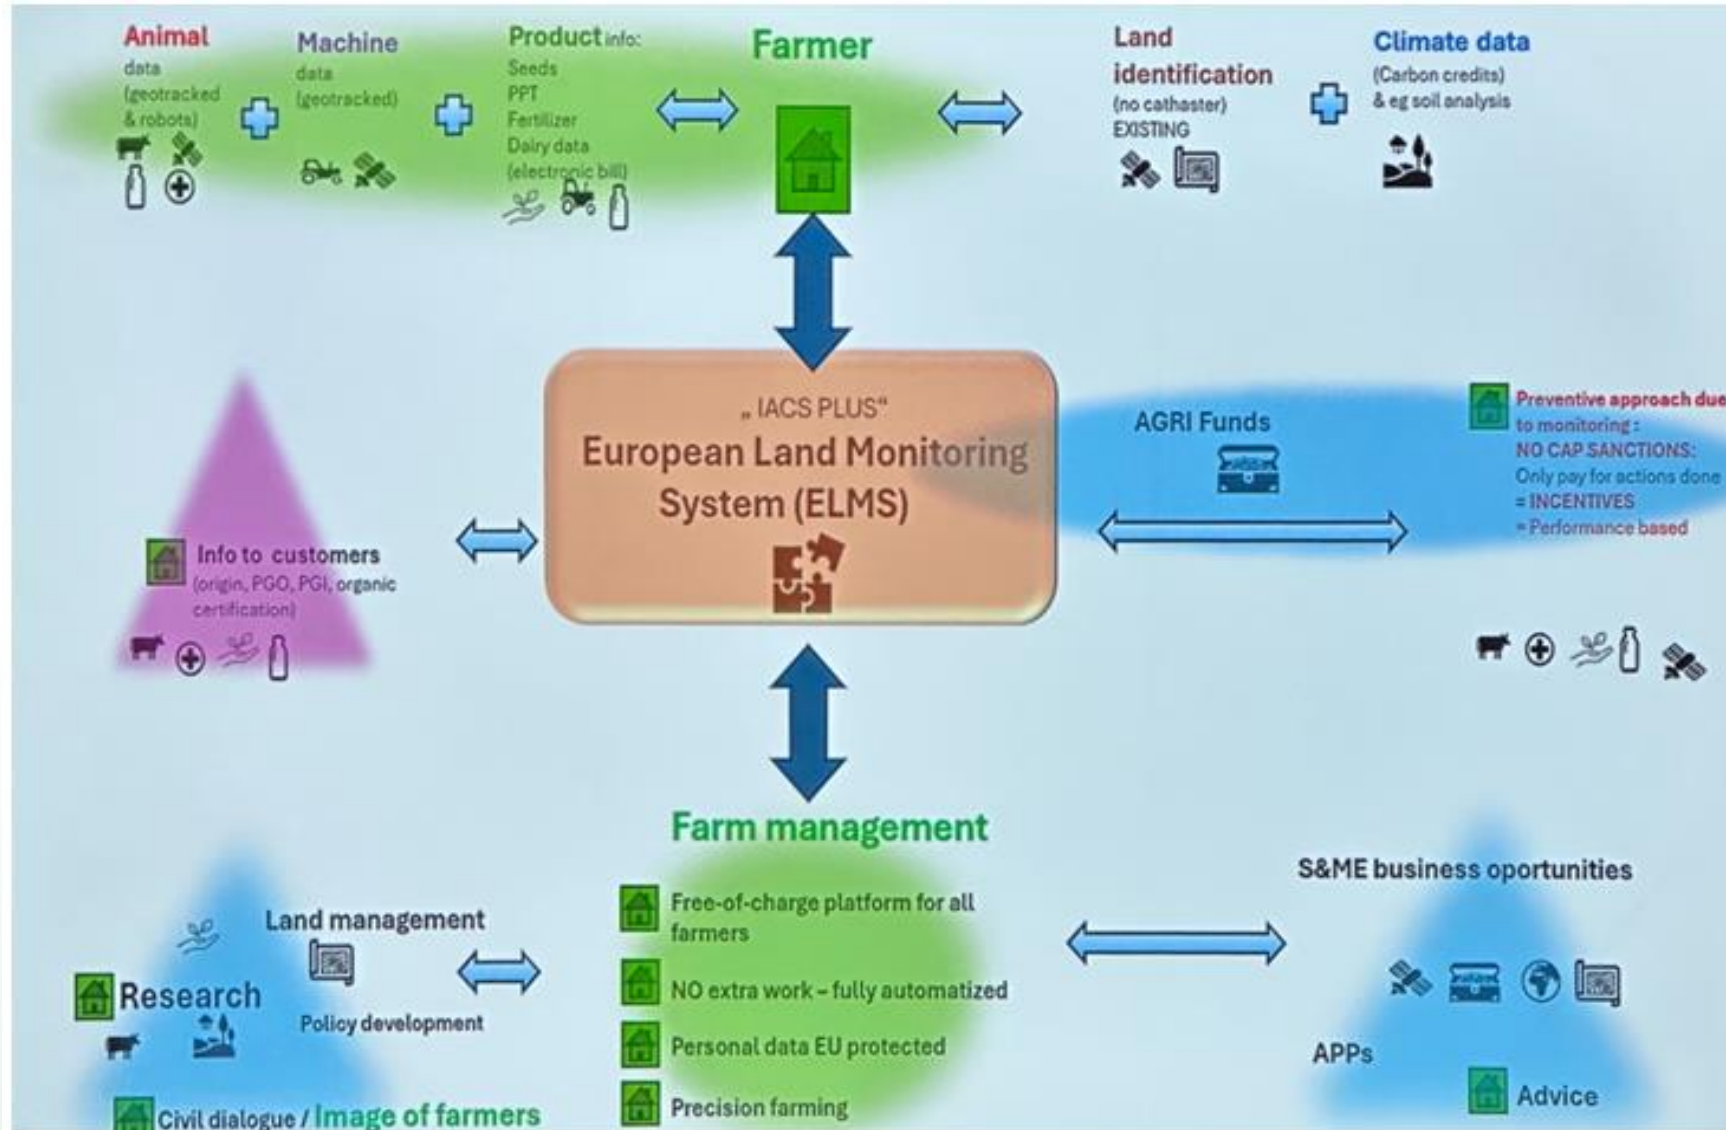 Animal
data
(geotracked
& robots)
Machine
data
(geotracked)
Product info:
Seeds
PPT
Fertilizer
Dairy data
(electronic bill)
Farmer
Land
identification
(no cathaster)
EXISTING
Climate data
(Carbon credits)
& eg soil analysis
„ IACS PLUS“
European Land Monitoring
System (ELMS)
AGRI Funds
Preventive approach due
to monitoring :
NO CAP SANCTIONS:
Only pay for actions done
= INCENTIVES
= Performance based
Info to customers
(origin, PGO, PGI, organic
certification)
Farm management
Free-of-charge platform for all
farmers
NO extra work – fully automatized
Personal data EU protected
Precision farming
Land management
Research
Policy development
Civil dialogue / Image of farmers
S&ME business oportunities
APPs
Advice